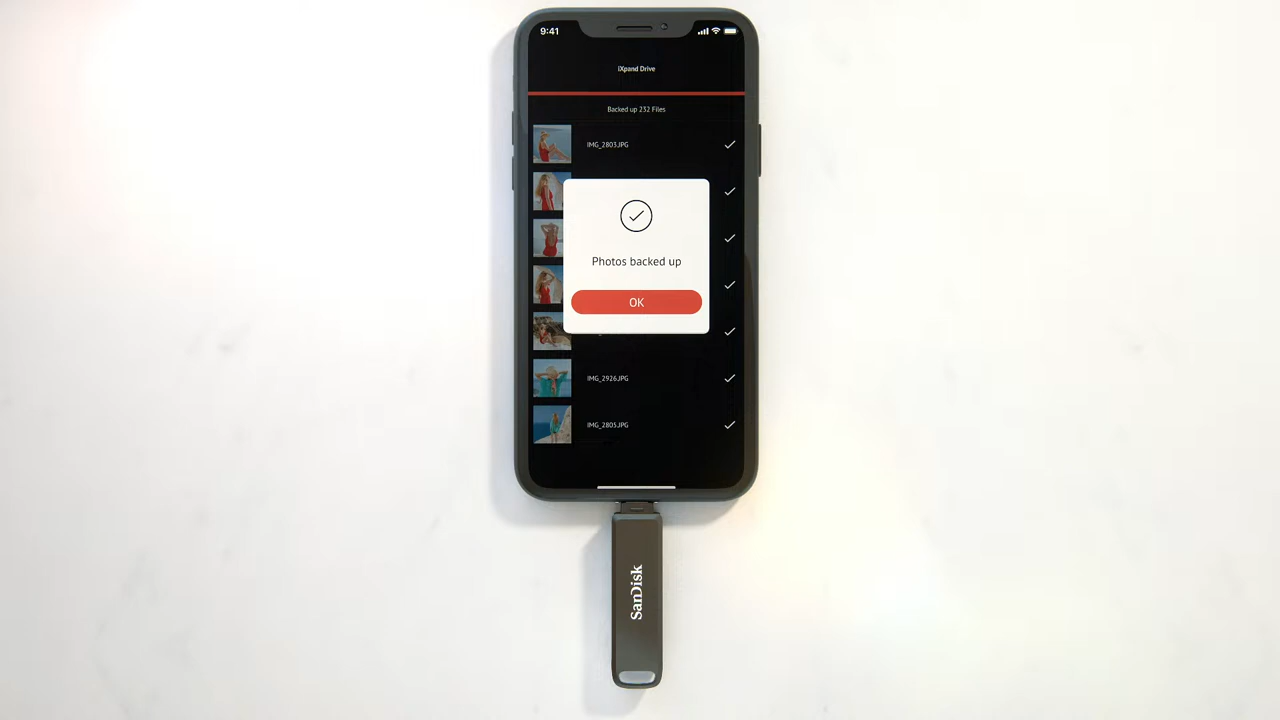 9:41
iXpand Drive
Backed up 232 Files
IMG_2803.JPG
Photos backed up
OK
IMG_2926.JPG
IMG_2805.JPG
SanDisk